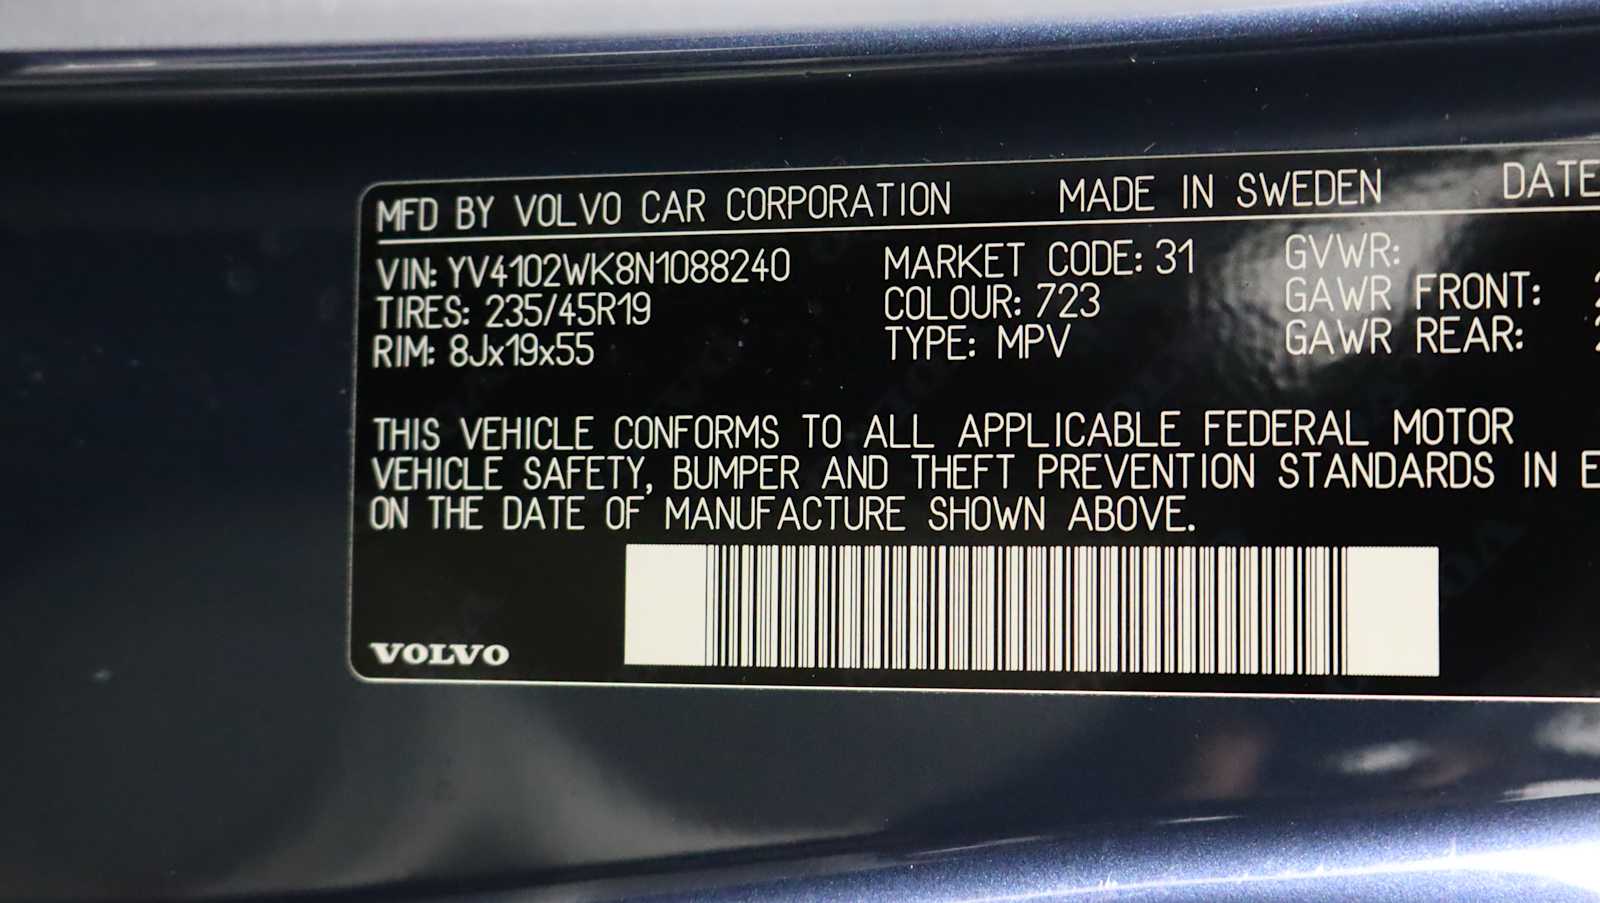 MFD BY VOLVO CAR CORPORATION MADE IN SWEDEN DATE
VIN: YV4102WK8N1088240 MARKET CODE: 31 GVWR:
TIRES: 235/45R19 COLOUR: 723 GAWR FRONT:
RIM: 8Jx19x55 TYPE: MPV GAWR REAR:
THIS VEHICLE CONFORMS TO ALL APPLICABLE FEDERAL MOTOR
VEHICLE SAFETY, BUMPER AND THEFT PREVENTION STANDARDS IN
ON THE DATE OF MANUFACTURE SHOWN ABOVE.
VOLVO